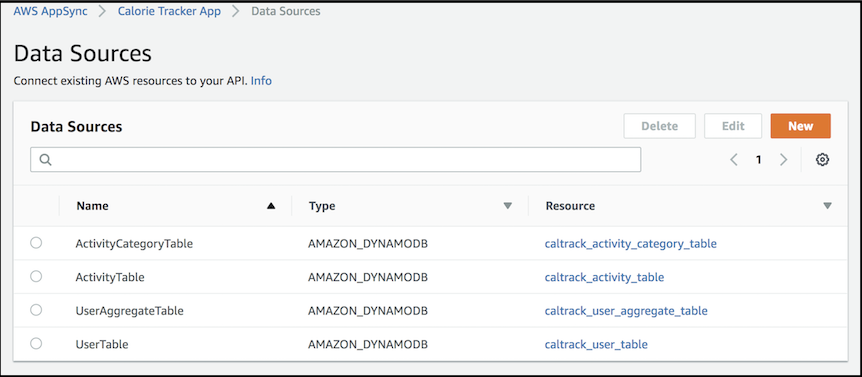 AWS AppSync > Calorie Tracker App > Data Sources
Data Sources
Connect existing AWS resources to your API. Info
Data Sources Delete Edit New
1
Name Type Resource
ActivityCategoryTable AMAZON_DYNAMODB caltrack_activity_category_table
ActivityTable AMAZON_DYNAMODB caltrack_activity_table
UserAggregateTable AMAZON_DYNAMODB caltrack_user_aggregate_table
UserTable AMAZON_DYNAMODB caltrack_user_table